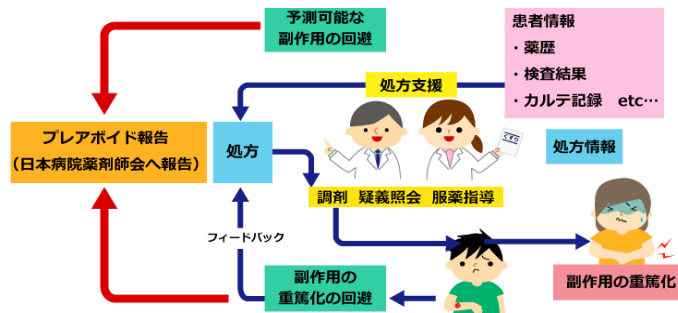 予測可能な
副作用の回避
患者情報
・薬歴
・検査結果
・カルテ記録 etc…
処方支援
プレアボイド報告
(日本病院薬剤師会へ報告)
処方
くすり
処方情報
調剤 疑義照会 服薬指導
フィードバック
副作用の
重篤化の回避
副作用の重篤化